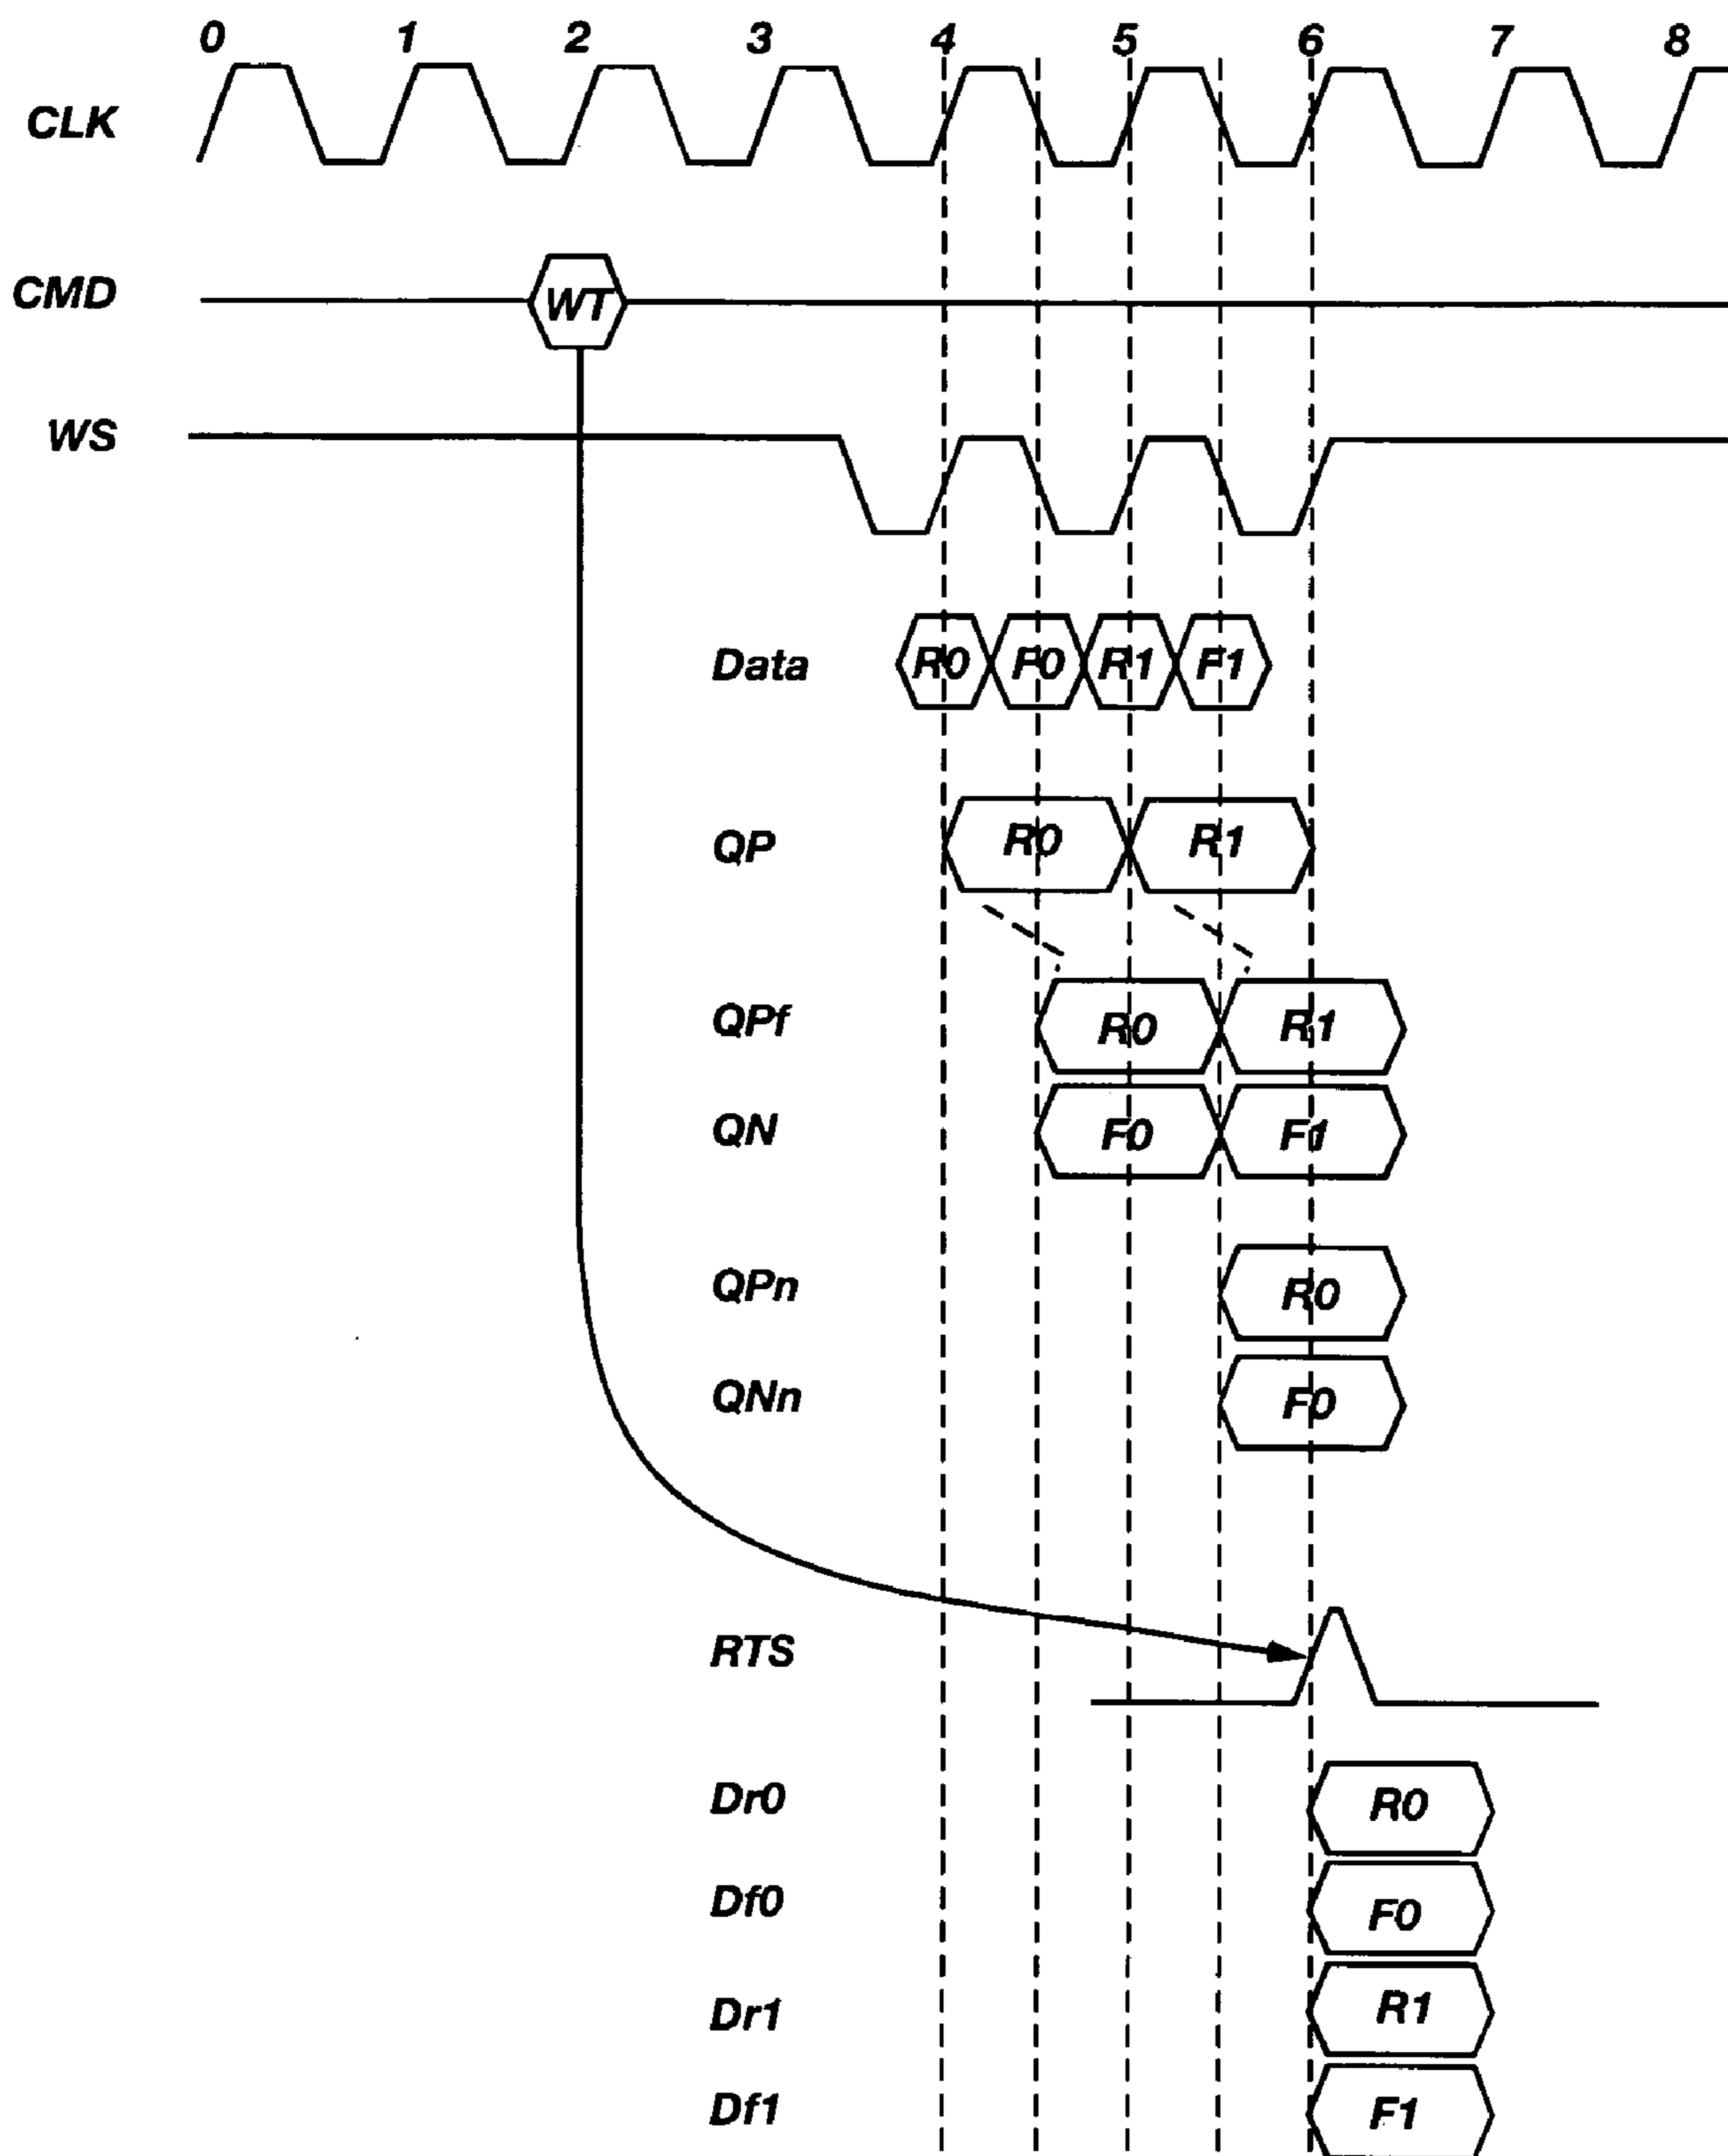 0 1 2 3 4 5 6 7 8
CLK
CMD WT
WS
Data R0 F0 R1 F1
QP R0 R1
QPf R0 R1
QN F0 F1
QPn R0
QNn F0
RTS
Dr0 R0
Df0 F0
Dr1 R1
Df1 F1